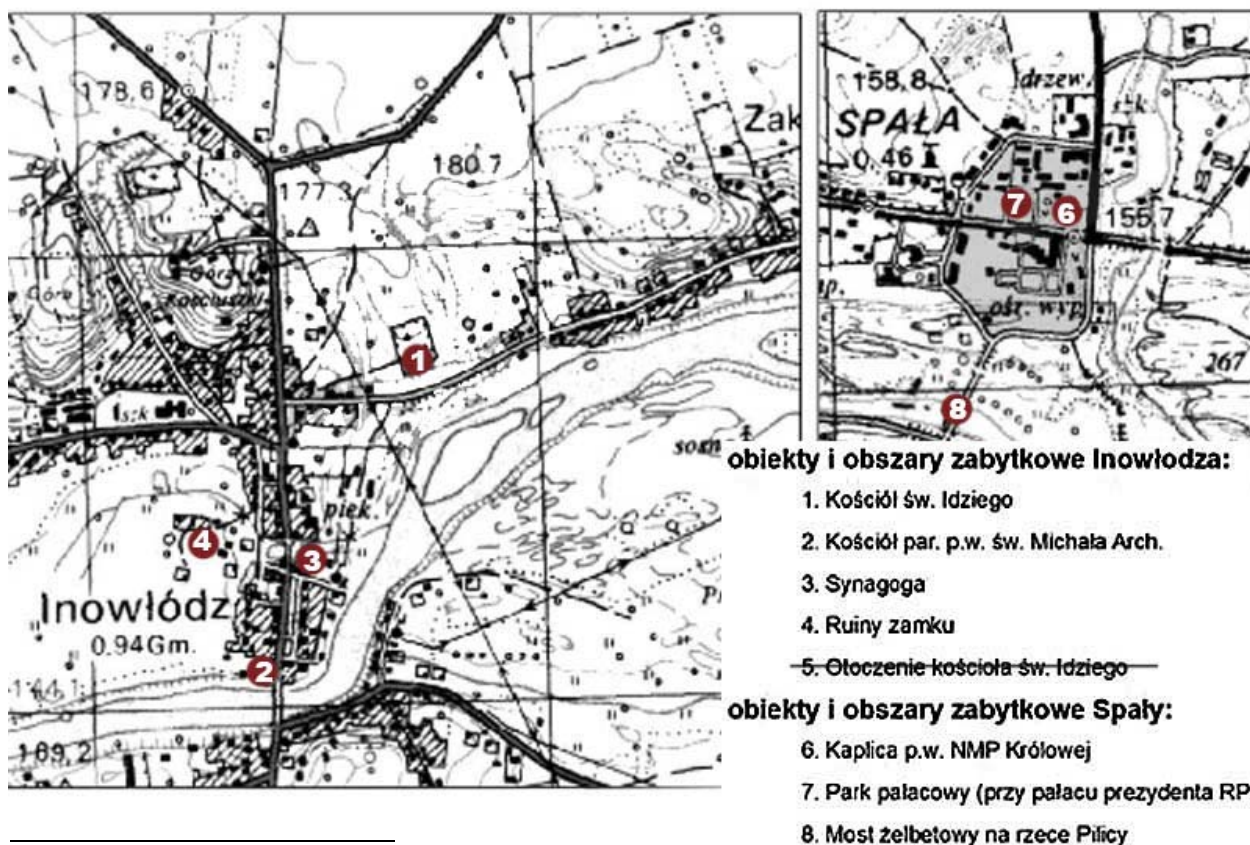 178,6
177
180.7
Zak
Góra
Kościuszki
1
szk
piek.
4
3
Inowłódz
0.94Gm.
2
144,1
169,2
sosn
158,8
drzew.
SPAŁA
0.46
7
6
155,7
ośr. wyp.
267
8
obiekty i obszary zabytkowe Inowłodza:
1. Kościół św. Idziego
2. Kościół par. p.w. św. Michała Arch.
3. Synagoga
4. Ruiny zamku
5. Otoczenie kościoła św. Idziego
obiekty i obszary zabytkowe Spały:
6. Kaplica p.w. NMP Królowej
7. Park pałacowy (przy pałacu prezydenta RP
8. Most żelbetowy na rzece Pilicy